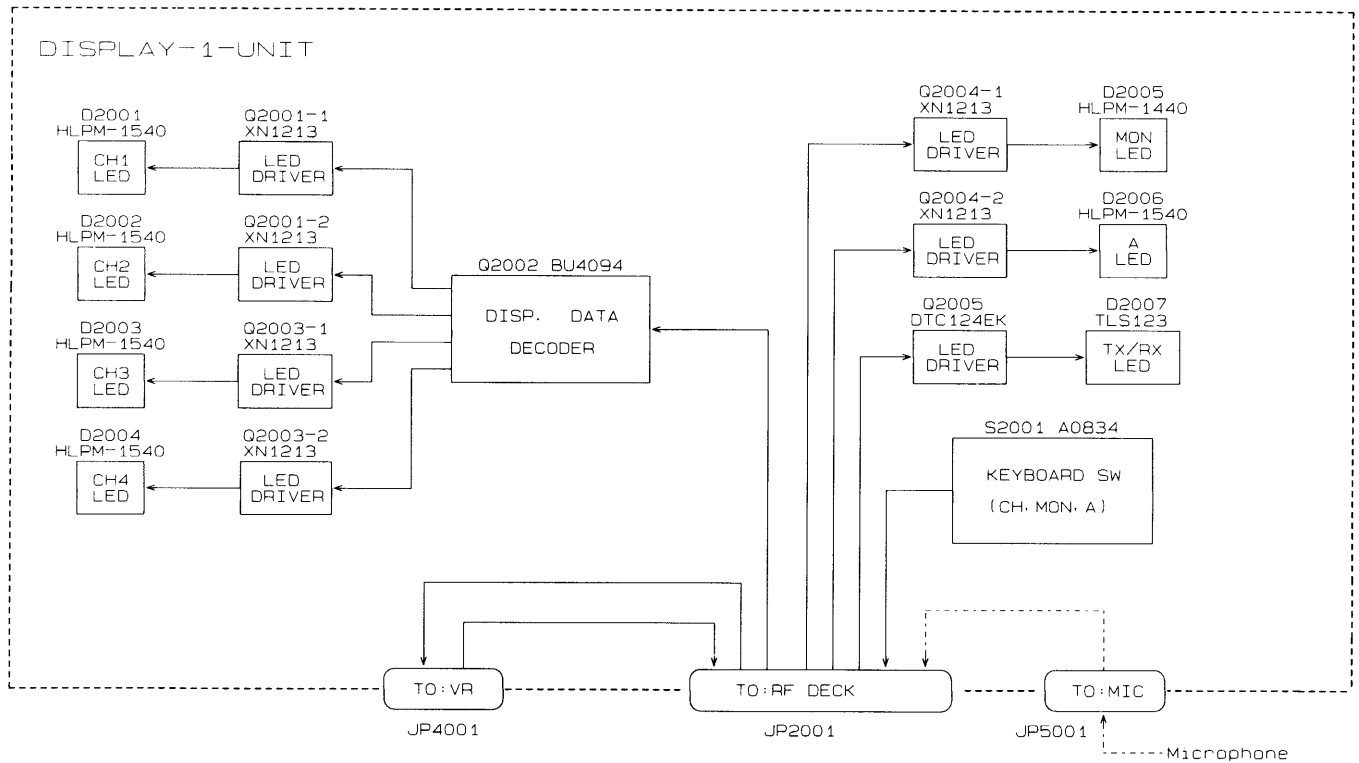 DISPLAY-1-UNIT
D2001
HLPM-1540
CH1
LED
Q2001-1
XN1213
LED
DRIVER
D2002
HLPM-1540
CH2
LED
Q2001-2
XN1213
LED
DRIVER
D2003
HLPM-1540
CH3
LED
Q2003-1
XN1213
LED
DRIVER
D2004
HLPM-1540
CH4
LED
Q2003-2
XN1213
LED
DRIVER
Q2002 BU4094
DISP. DATA
DECODER
Q2004-1
XN1213
LED
DRIVER
D2005
HLPM-1440
MON
LED
Q2004-2
XN1213
LED
DRIVER
D2006
HLPM-1540
A
LED
Q2005
DTC124EK
LED
DRIVER
D2007
TLS123
TX/RX
LED
S2001 A0834
KEYBOARD SW
(CH, MON, A)
TO:VR
JP4001
TO:RF DECK
JP2001
TO:MIC
JP5001
Microphone